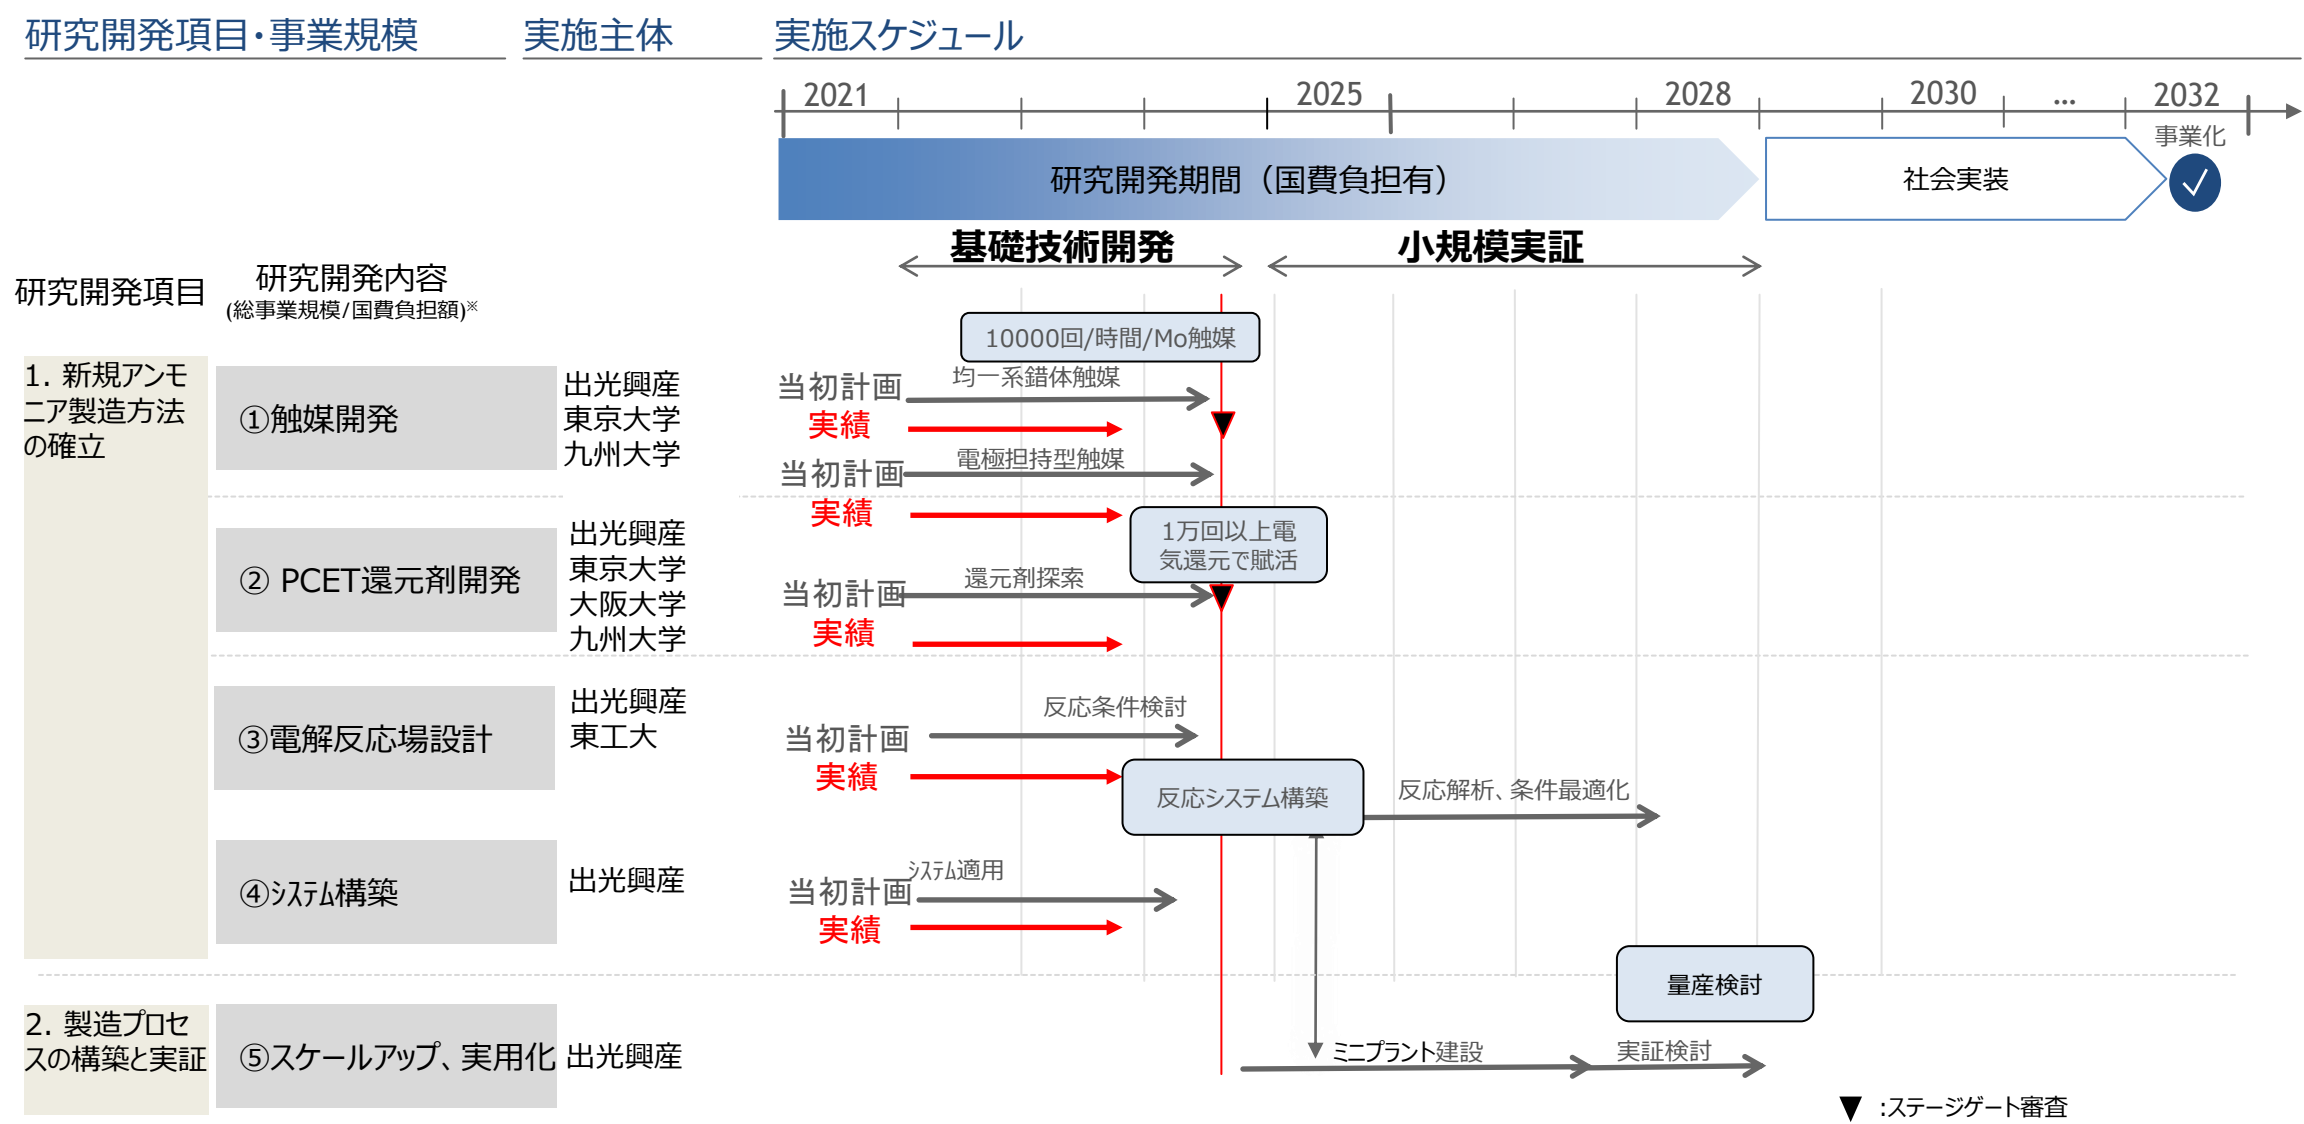 研究開発項目・事業規模
実施主体
実施スケジュール
2021
2025
2028
2030
...
2032
事業化
研究開発期間（国費負担有）
社会実装
基礎技術開発
小規模実証
研究開発項目
研究開発内容
(総事業規模/国費負担額)※
10000回/時間/Mo触媒
1. 新規アンモ
ニア製造方法
の確立
①触媒開発
出光興産
東京大学
九州大学
当初計画
均一系錯体触媒
実績
当初計画
電極担持型触媒
実績
1万回以上電
気還元で賦活
② PCET還元剤開発
出光興産
東京大学
大阪大学
九州大学
当初計画
還元剤探索
実績
③電解反応場設計
出光興産
東工大
反応条件検討
当初計画
実績
反応システム構築
反応解析、条件最適化
④ｼｽﾃﾑ構築
出光興産
ｼｽﾃﾑ適用
当初計画
実績
量産検討
2. 製造プロセ
スの構築と実証
⑤スケールアップ、実用化
出光興産
ミニプラント建設
実証検討
▼ :ステージゲート審査